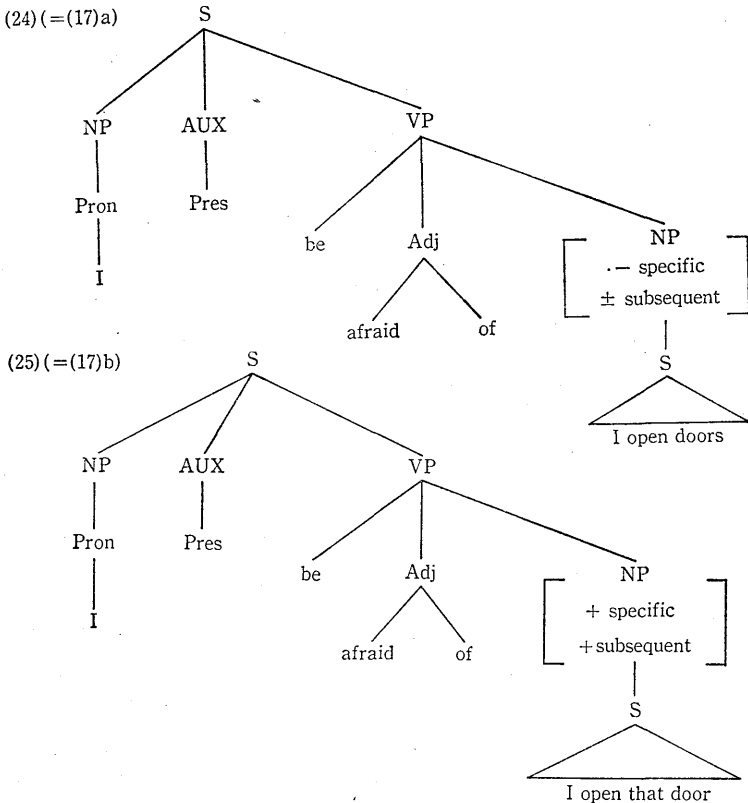 (24)(=(17)a)
S
NP AUX VP
Pron Pres be Adj NP
I
− specific
± subsequent
afraid of
S
I open doors
(25)(=(17)b)
S
NP AUX VP
Pron Pres be Adj NP
I
+ specific
+subsequent
afraid of
S
I open that door